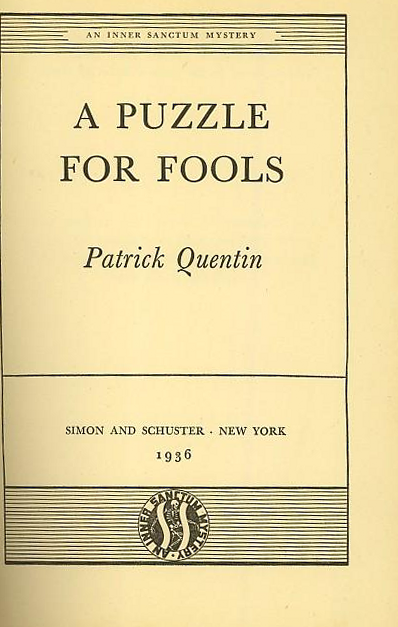 AN INNER SANCTUM MYSTERY
A PUZZLE
FOR FOOLS
Patrick Quentin
SIMON AND SCHUSTER · NEW YORK
1936
AN INNER SANCTUM MYSTERY
SS